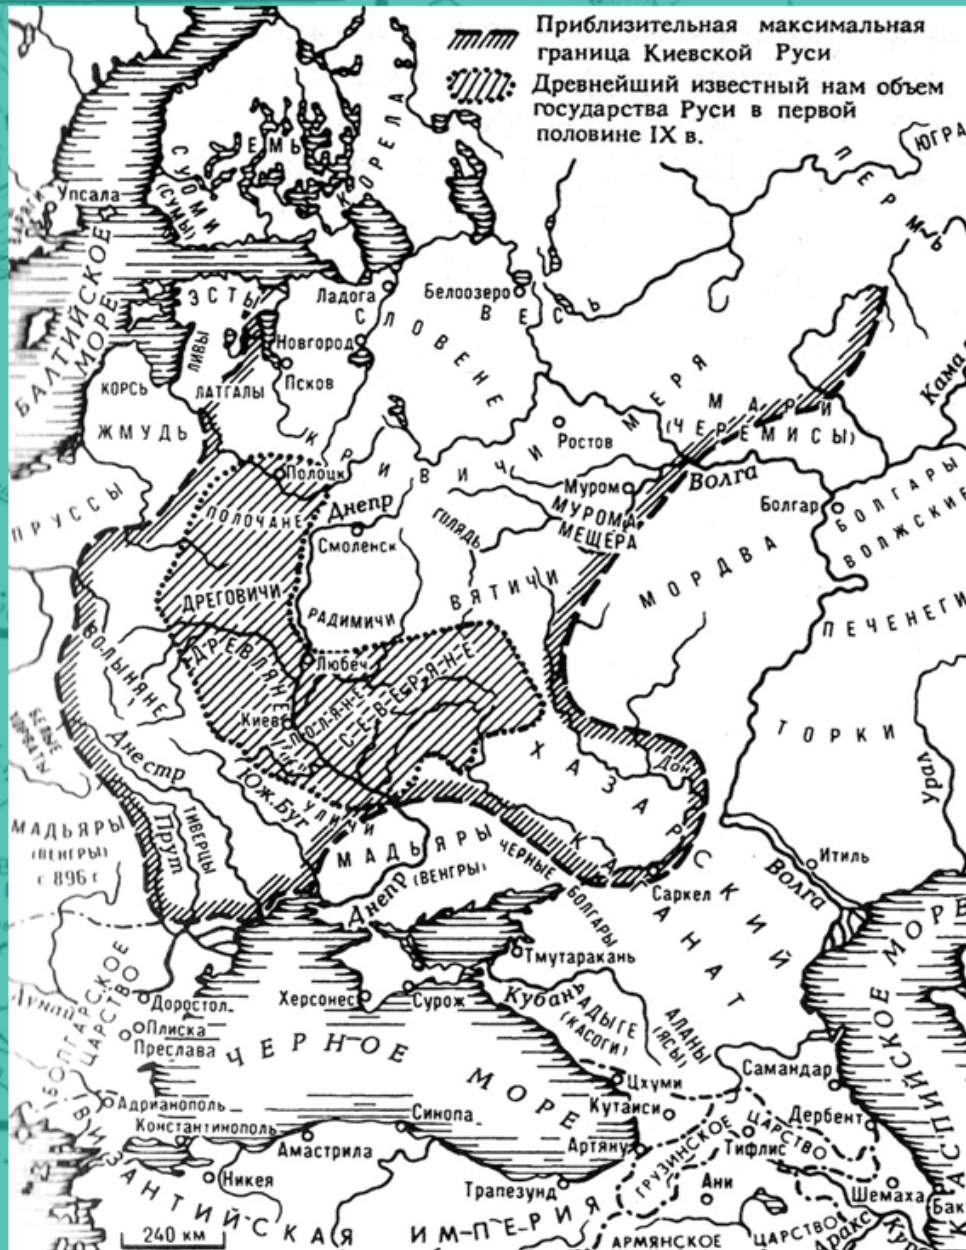 Приблизительная максимальная
граница Киевской Руси
Древнейший известный нам объем
государства Руси в первой
половине IX в.
ЮГРА
ПЕРМЬ
ЕМЬ
КОРЕЛА
СУОМИ
(СУМЬ)
Упсала
БАЛТИЙСКОЕ
МОРЕ
ЭСТЫ
Ладога
Белоозеро
ВЕСЬ
СЛОВЕНЕ
ЛИВЫ
Новгород
Псков
КОРСЬ
ЛАТГАЛЫ
ЖМУДЬ
КРИВИЧИ
МЕРЯ
МАРИ
(ЧЕРЕМИСЫ)
Кама
Ростов
Полоцк
ПРУССЫ
ПОЛОЧАНЕ
Днепр
Смоленск
ГОЛЯДЬ
Муром
МУРОМА
МЕЩЕРА
Волга
Болгар
БОЛГАРЫ
ВОЛЖСКИЕ
МОРДВА
ДРЕГОВИЧИ
РАДИМИЧИ
ВЯТИЧИ
ПЕЧЕНЕГИ
ВОЛЫНЯНЕ
ДРЕВЛЯНЕ
Любеч
Киев
ПОЛЯНЕ
СЕВЕРЯНЕ
БЕЛЫЕ
ХОРВАТЫ
ТОРКИ
Урал
Днестр
Юж.Буг
УЛИЧИ
ХАЗАРСКИЙ
КАГАНАТ
Дон
МАДЬЯРЫ
(ВЕНГРЫ)
с 896 г
Прут
ТИВЕРЦЫ
МАДЬЯРЫ
(ВЕНГРЫ)
ЧЕРНЫЕ
БОЛГАРЫ
Днепр
Саркел
Итиль
Волга
Тмутаракань
Дунай
БОЛГАРСКОЕ
ЦАРСТВО
Доростол
Плиска
Преслава
Херсонес
Сурож
Кубань
АДЫГЕ
(КАСОГИ)
АЛАНЫ
(ЯСЫ)
ЧЕРНОЕ
МОРЕ
КАСПИЙСКОЕ МОРЕ
Цхуми
Самандар
Кутаиси
Дербент
Адрианополь
Константинополь
Синопа
Амастрила
Артяну
ГРУЗИНСКОЕ
ЦАРСТВО
Тифлис
Никея
Трапезунд
Ани
Шемаха
Бак
ВИЗАНТИЙСКАЯ ИМПЕРИЯ
АРМЯНСКОЕ ЦАРСТВО
Аракс
Кур
240 км